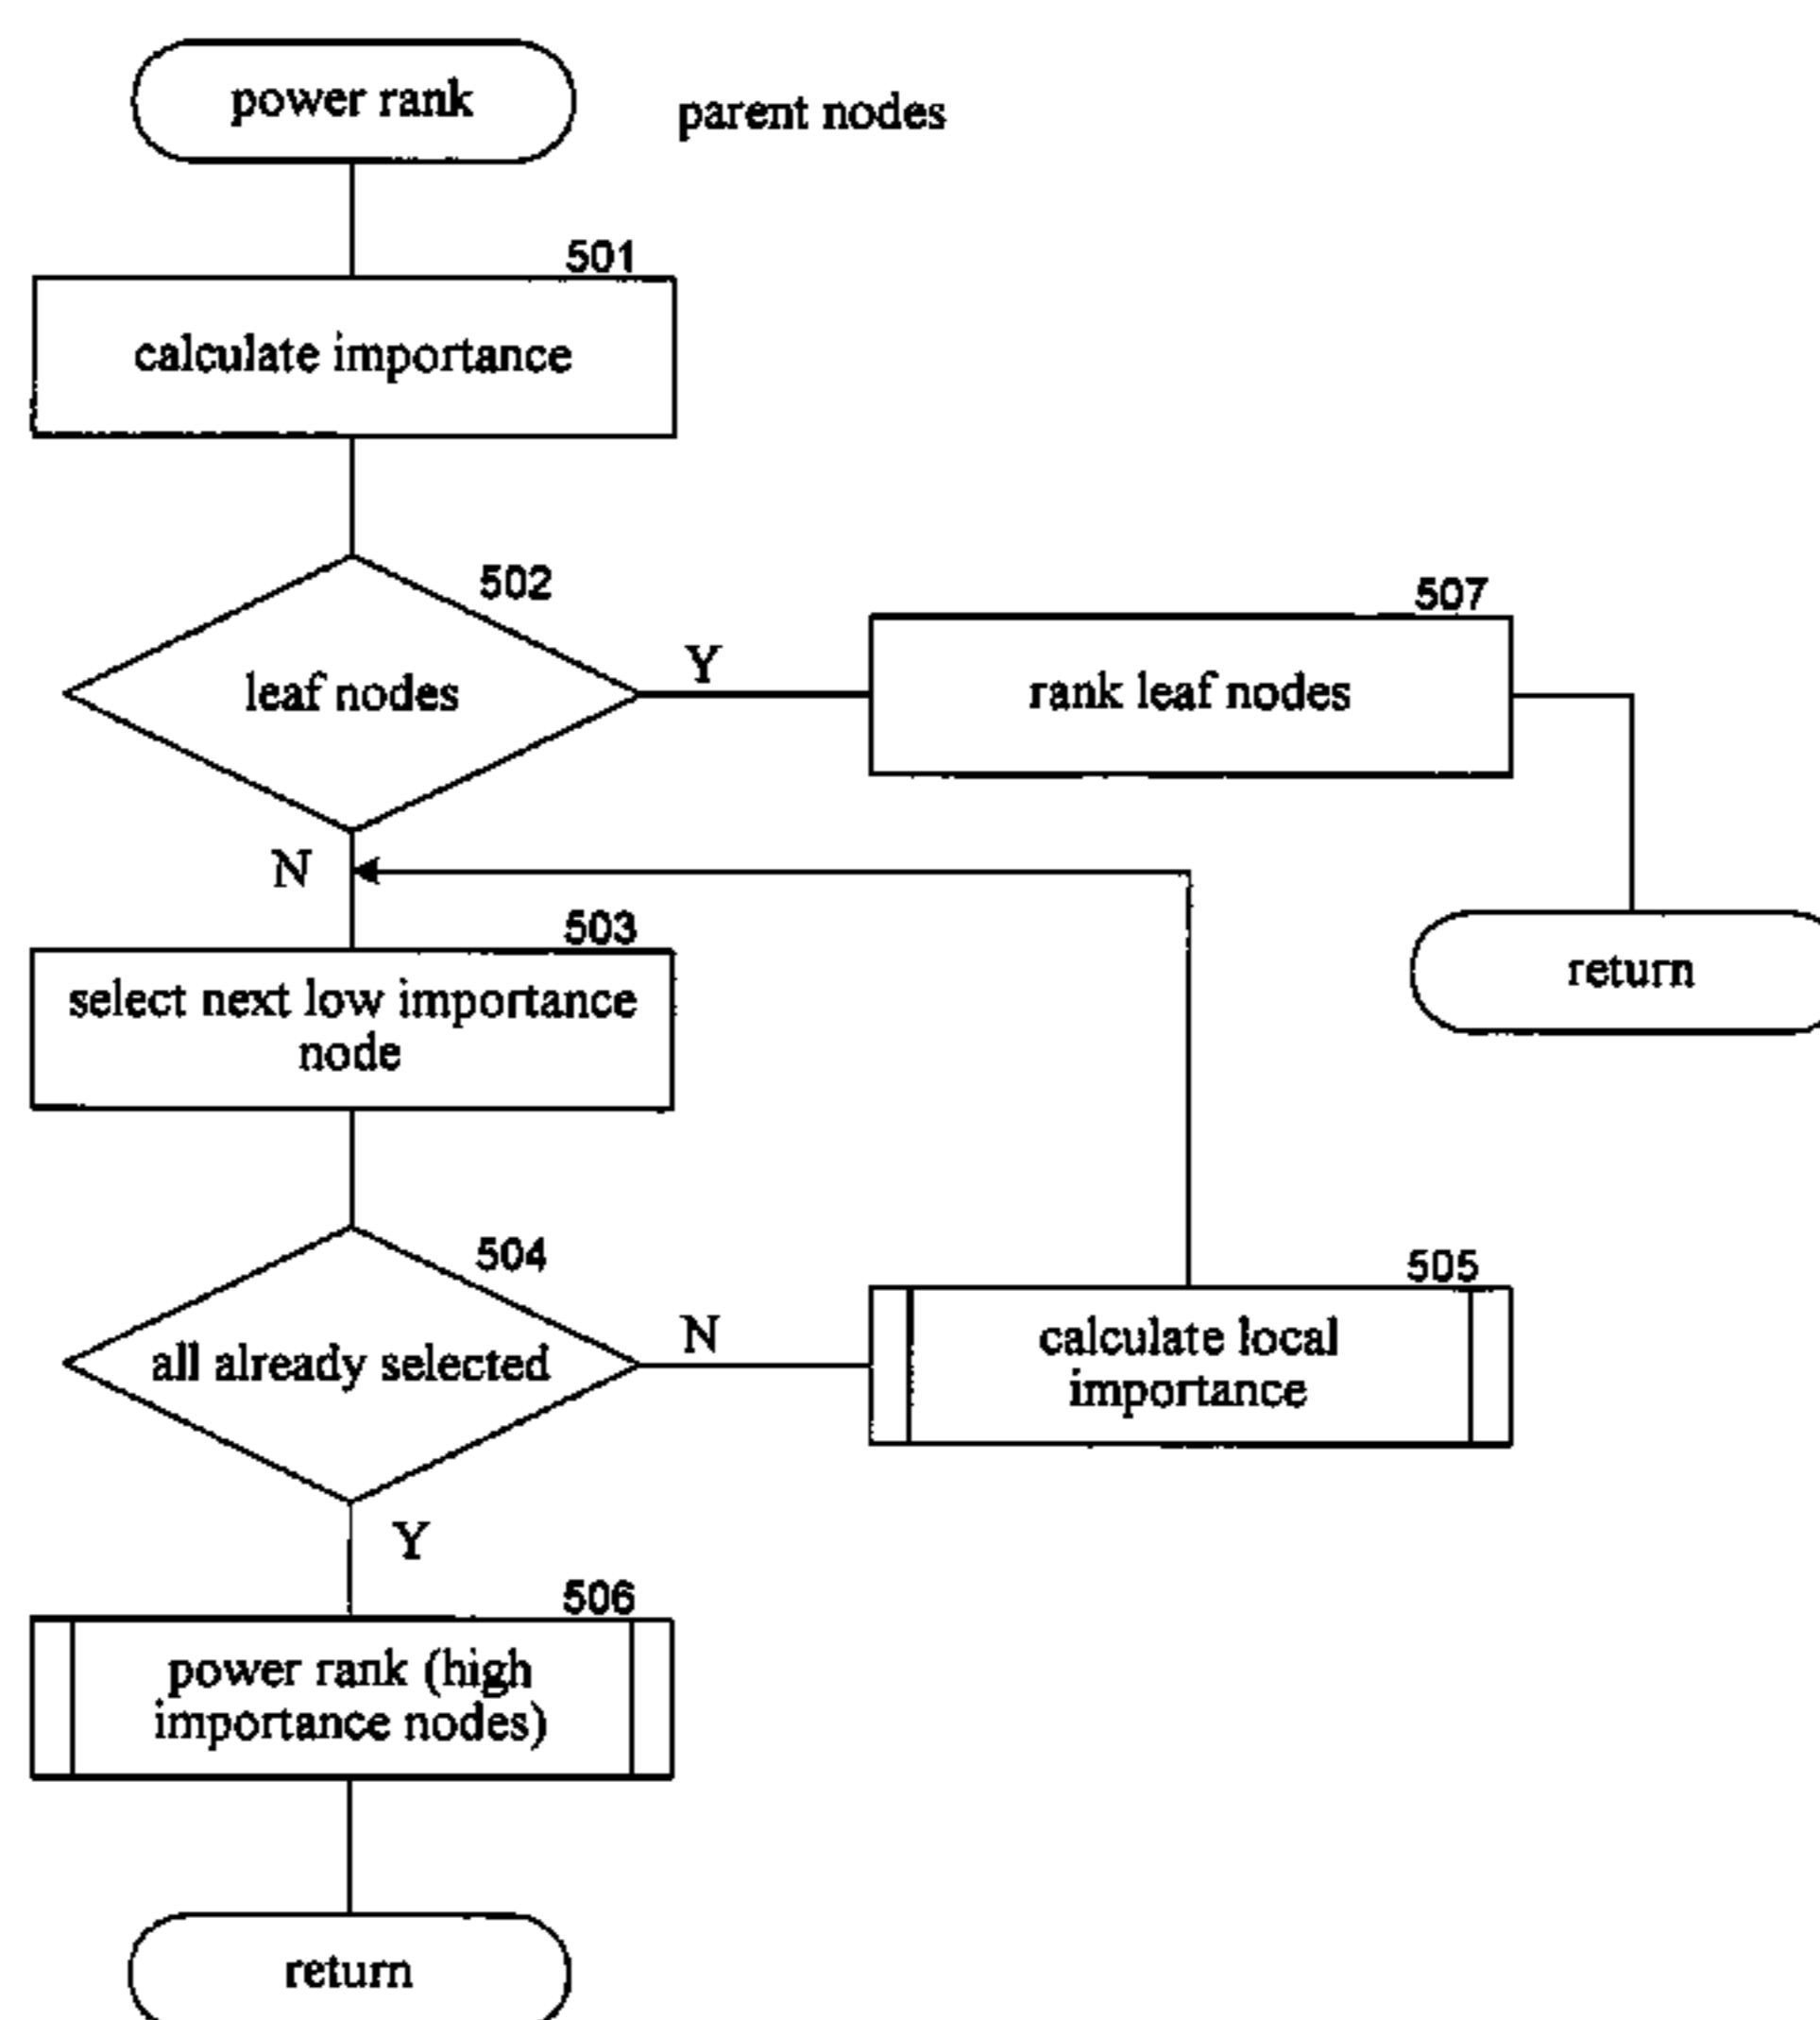 power rank
parent nodes
501
calculate importance
502
leaf nodes
Y
507
rank leaf nodes
N
return
503
select next low importance
node
504
all already selected
N
505
calculate local
importance
Y
506
power rank (high
importance nodes)
return